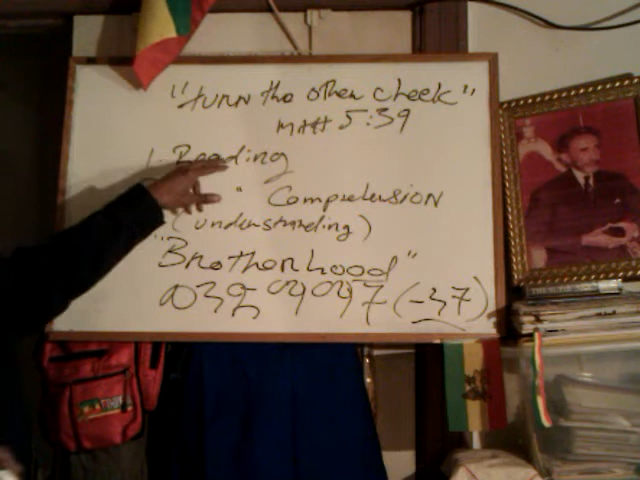 "turn the other cheek"
Matt 5:39
1. Reading
" Comprehension
(understanding)
"Brotherhood"